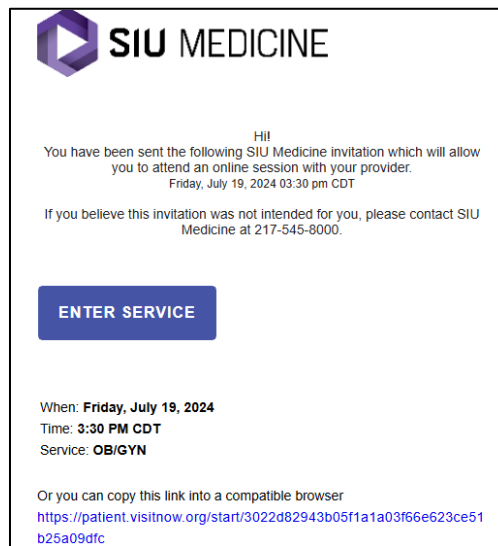 SIU MEDICINE
Hi!
You have been sent the following SIU Medicine invitation which will allow
you to attend an online session with your provider.
Friday, July 19, 2024 03:30 pm CDT
If you believe this invitation was not intended for you, please contact SIU
Medicine at 217-545-8000.
ENTER SERVICE
When: Friday, July 19, 2024
Time: 3:30 PM CDT
Service: OB/GYN
Or you can copy this link into a compatible browser
https://patient.visitnow.org/start/3022d82943b05f1a1a03f66e623ce51
b25a09dfc